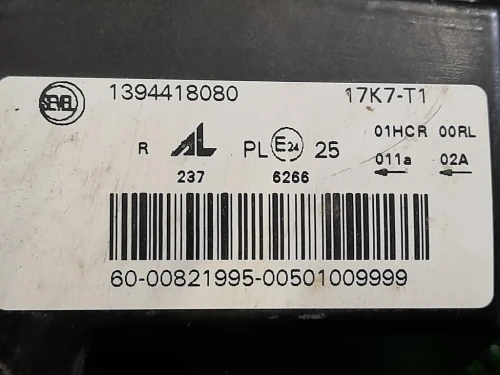 SEVEL 1394418080 17K7-T1
R AL PL E24 25 01HCR 00RL
237 6266 011a 02A
60-00821995-00501009999